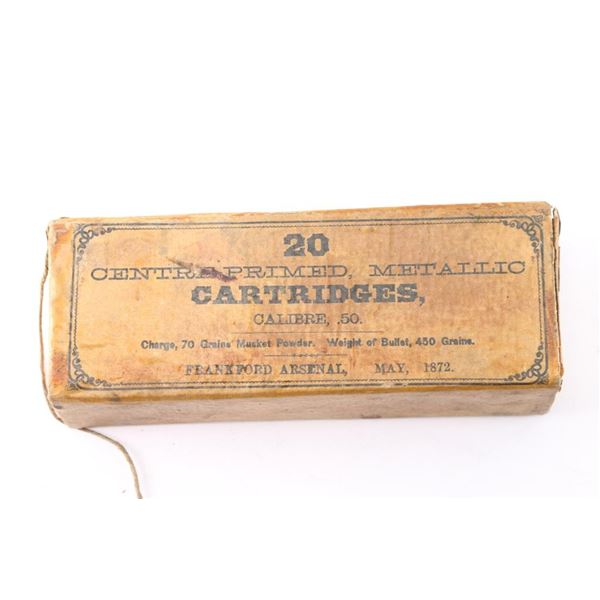 20
CENTRE-PRIMED, METALLIC
CARTRIDGES,
CALIBRE, .50.
Charge, 70 Grains Musket Powder. Weight of Bullet, 450 Grains.
FRANKFORD ARSENAL, MAY, 1872.